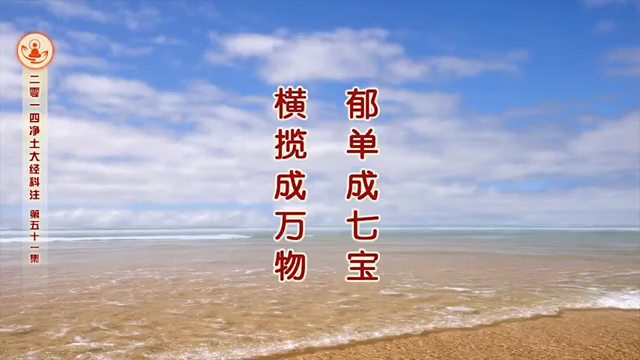 郁单成七宝
横揽成万物
二零一四净土大经科注 第五十一集